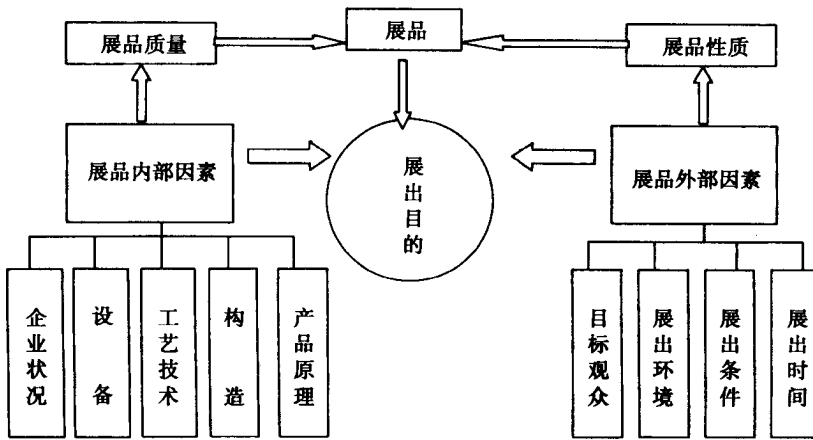 展品质量
展品
展品性质
展品内部因素
展出目的
展品外部因素
企业状况
设备
工艺技术
构造
产品原理
目标观众
展出环境
展出条件
展出时间